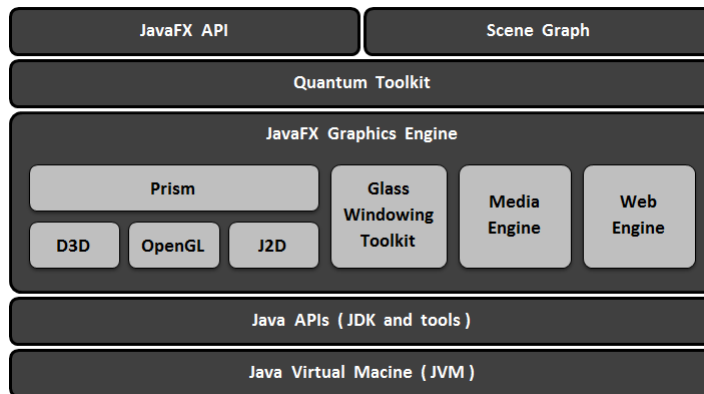 JavaFX API
Scene Graph
Quantum Toolkit
JavaFX Graphics Engine
Prism
D3D
OpenGL
J2D
Glass
Windowing
Toolkit
Media
Engine
Web
Engine
Java APIs ( JDK and tools )
Java Virtual Macine ( JVM )